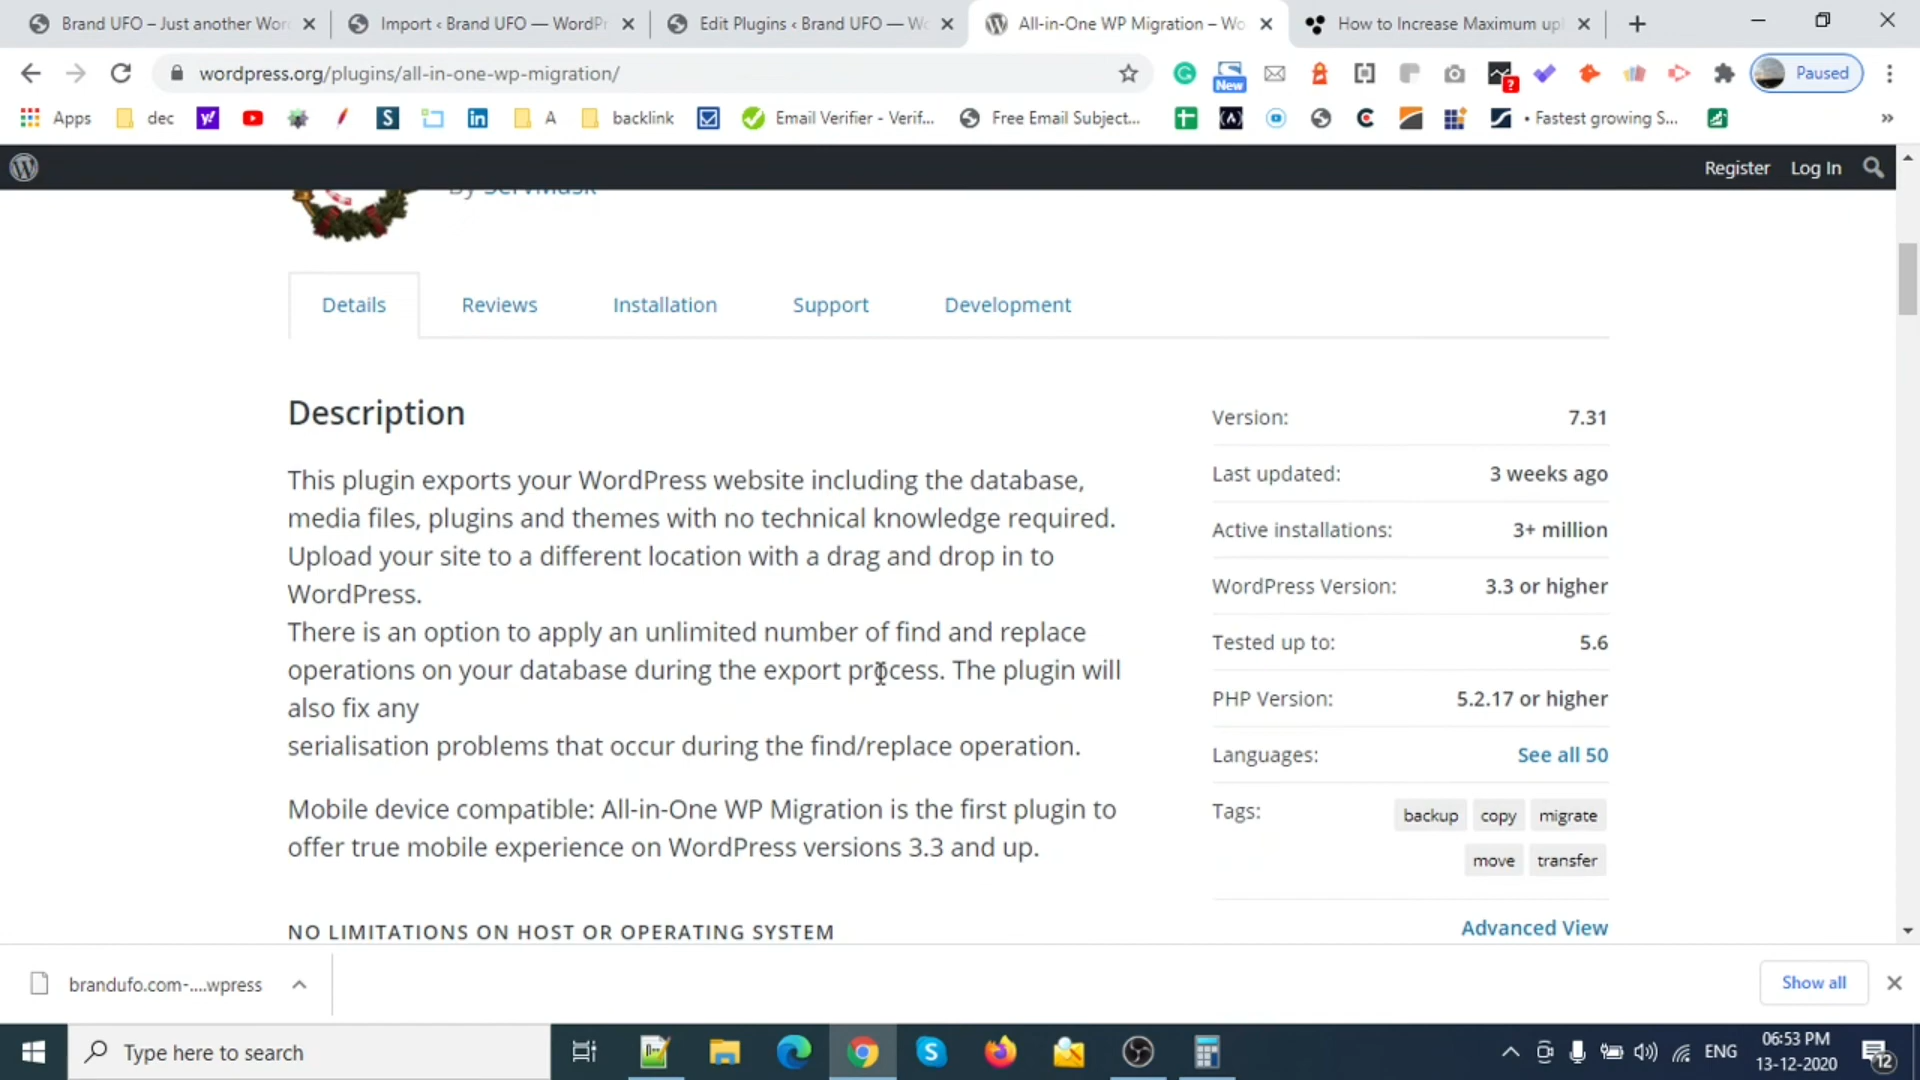 Brand UFO – Just another Wor
Import ‹ Brand UFO — WordPr
Edit Plugins ‹ Brand UFO — Wo
All-in-One WP Migration – Wo
How to Increase Maximum upl
wordpress.org/plugins/all-in-one-wp-migration/
New
?
Paused
Apps
dec
y!
S
in
A
backlink
Email Verifier - Verif...
Free Email Subject...
• Fastest growing S...
»
Register
Log In
By ServMask
Details
Reviews
Installation
Support
Development
Description
This plugin exports your WordPress website including the database,
media files, plugins and themes with no technical knowledge required.
Upload your site to a different location with a drag and drop in to
WordPress.
There is an option to apply an unlimited number of find and replace
operations on your database during the export process. The plugin will
also fix any
serialisation problems that occur during the find/replace operation.
Mobile device compatible: All-in-One WP Migration is the first plugin to
offer true mobile experience on WordPress versions 3.3 and up.
NO LIMITATIONS ON HOST OR OPERATING SYSTEM
Version: 7.31
Last updated: 3 weeks ago
Active installations: 3+ million
WordPress Version: 3.3 or higher
Tested up to: 5.6
PHP Version: 5.2.17 or higher
Languages: See all 50
Tags: backup copy migrate
move transfer
Advanced View
brandufo.com-....wpress
Show all
Type here to search
S
ENG
06:53 PM
13-12-2020
12